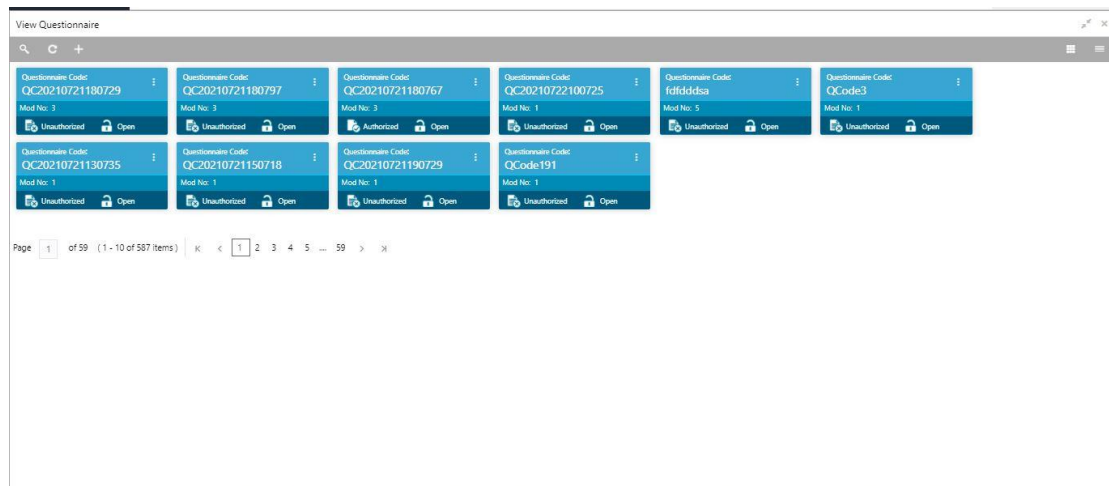 View Questionnaire
Questionnaire Code:
QC20210721180729
Mod No: 3
Unauthorized Open
Questionnaire Code:
QC20210721180797
Mod No: 3
Unauthorized Open
Questionnaire Code:
QC20210721180767
Mod No: 3
Authorized Open
Questionnaire Code:
QC20210722100725
Mod No: 1
Unauthorized Open
Questionnaire Code:
fdfdddsa
Mod No: 5
Unauthorized Open
Questionnaire Code:
QCode3
Mod No: 1
Unauthorized Open
Questionnaire Code:
QC20210721130735
Mod No: 1
Unauthorized Open
Questionnaire Code:
QC20210721150718
Mod No: 1
Unauthorized Open
Questionnaire Code:
QC20210721190729
Mod No: 1
Unauthorized Open
Questionnaire Code:
QCode191
Mod No: 1
Unauthorized Open
Page 1 of 59 (1 - 10 of 587 items) 1 2 3 4 5 ... 59